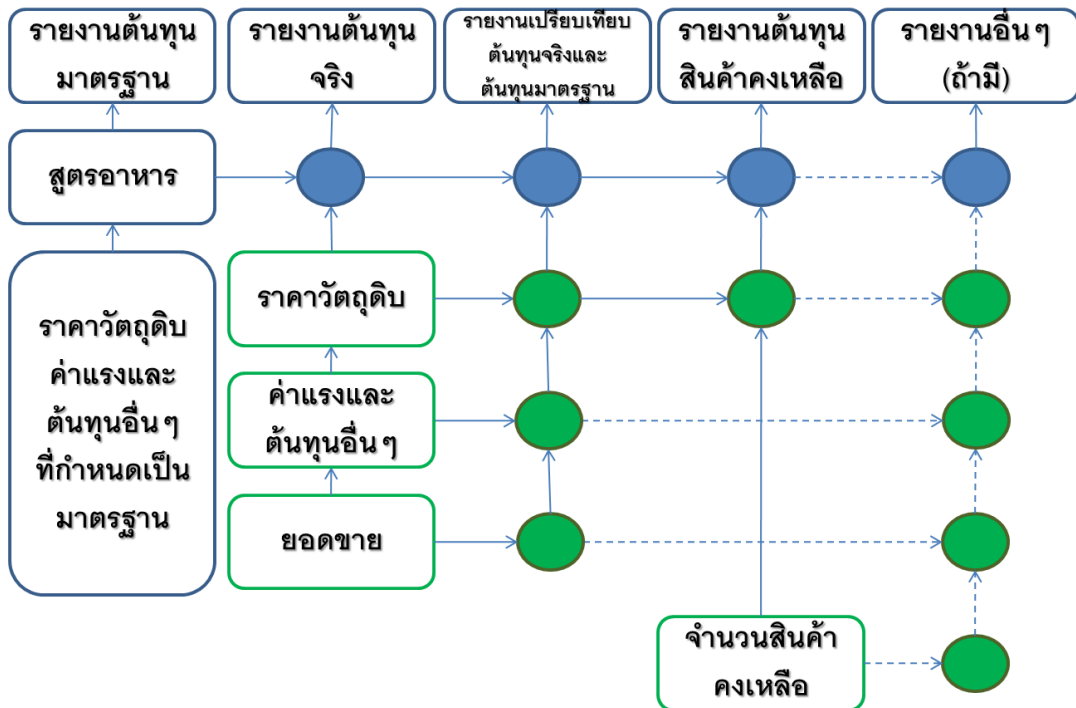 รายงานต้นทุน
มาตรฐาน
รายงานต้นทุน
จริง
รายงานเปรียบเทียบ
ต้นทุนจริงและ
ต้นทุนมาตรฐาน
รายงานต้นทุน
สินค้าคงเหลือ
รายงานอื่นๆ
(ถ้ามี)
สูตรอาหาร
ราคาวัตถุดิบ
ค่าแรงและ
ต้นทุนอื่นๆ
ที่กำหนดเป็น
มาตรฐาน
ราคาวัตถุดิบ
ค่าแรงและ
ต้นทุนอื่นๆ
ยอดขาย
จำนวนสินค้า
คงเหลือ